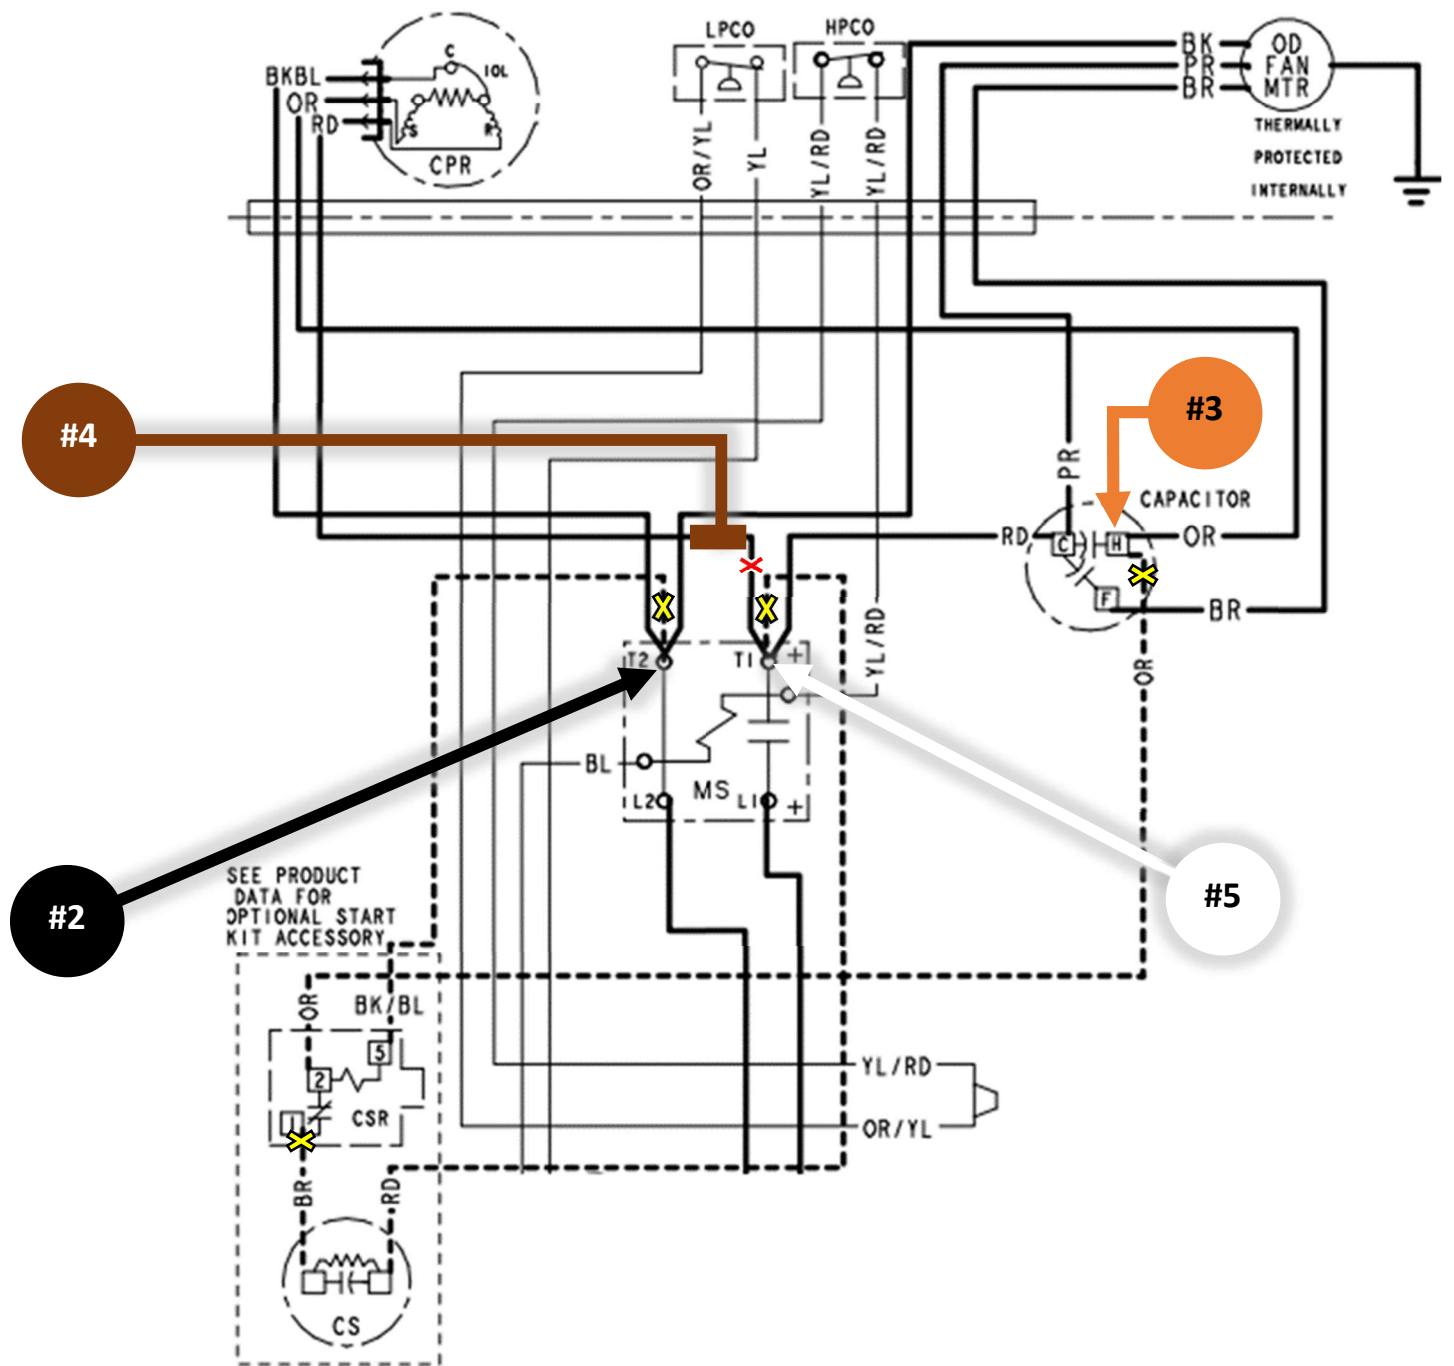 LPCO
HPCO
BK
PR
BR
OD
FAN
MTR
C
IOL
BKBL
OR
RD
S
R
CPR
THERMALLY
PROTECTED
INTERNALLY
OR/YL
YL
YL/RD
YL/RD
#4
#3
PR
CAPACITOR
RD
C
H
OR
F
BR
T2
T1
+
YL/RD
OR
BL
MS
L2
L1
+
#2
#5
SEE PRODUCT
DATA FOR
OPTIONAL START
KIT ACCESSORY
OR
BK/BL
5
2
1
CSR
YL/RD
OR/YL
BR
RD
CS